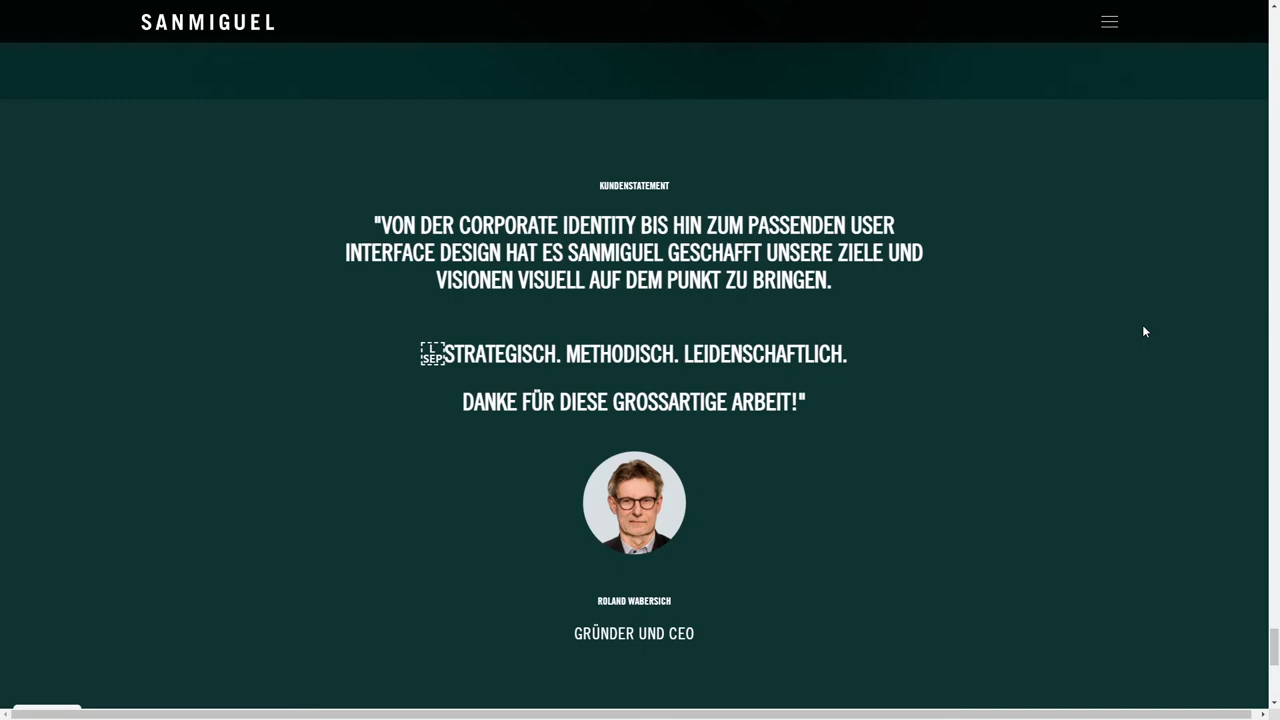 SANMIGUEL
KUNDENSTATEMENT
"VON DER CORPORATE IDENTITY BIS HIN ZUM PASSENDEN USER
INTERFACE DESIGN HAT ES SANMIGUEL GESCHAFFT UNSERE ZIELE UND
VISIONEN VISUELL AUF DEM PUNKT ZU BRINGEN.
L SEP STRATEGISCH. METHODISCH. LEIDENSCHAFTLICH.
DANKE FÜR DIESE GROSSARTIGE ARBEIT!"
ROLAND WABERSICH
GRÜNDER UND CEO